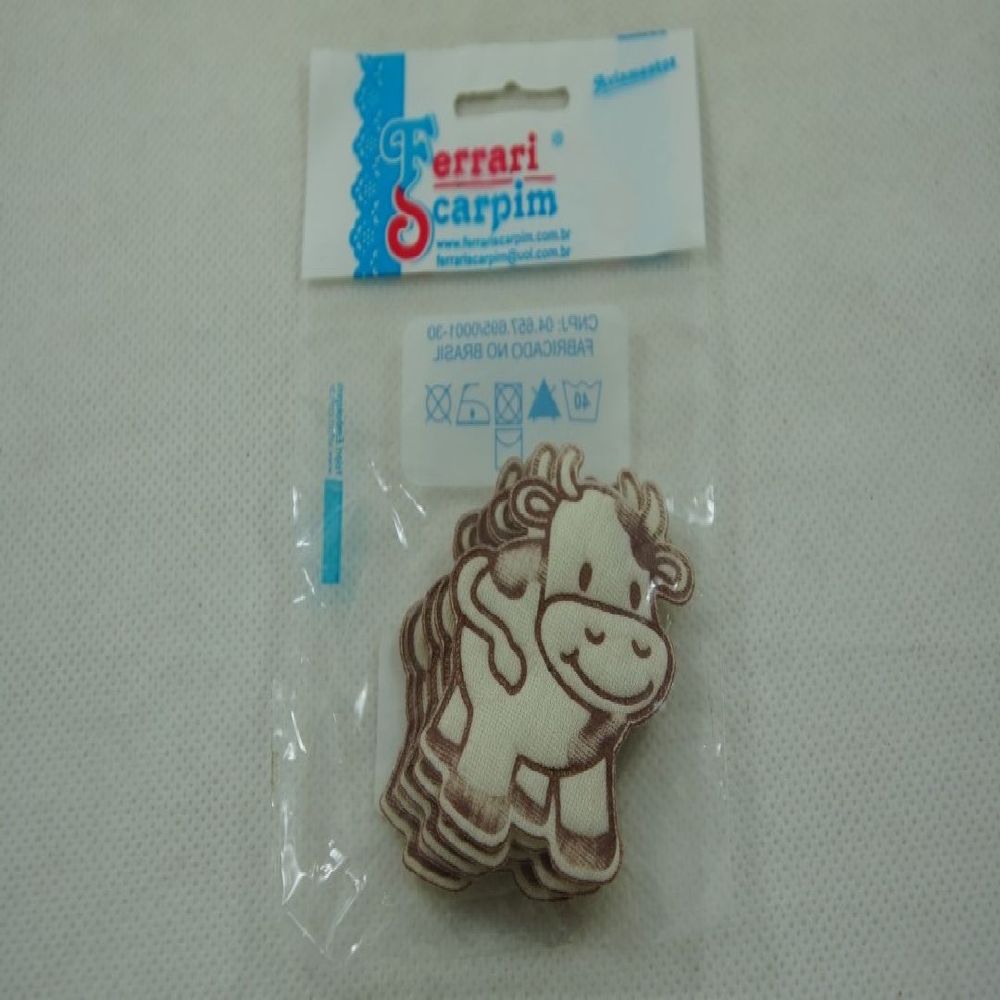 Aviamentos
Ferrari
Scarpim
www.ferrariscarpim.com.br
ferrariscarpim@uol.com.br
CNPJ: 04.657.695/0001-30
FABRICADO NO BRASIL
40